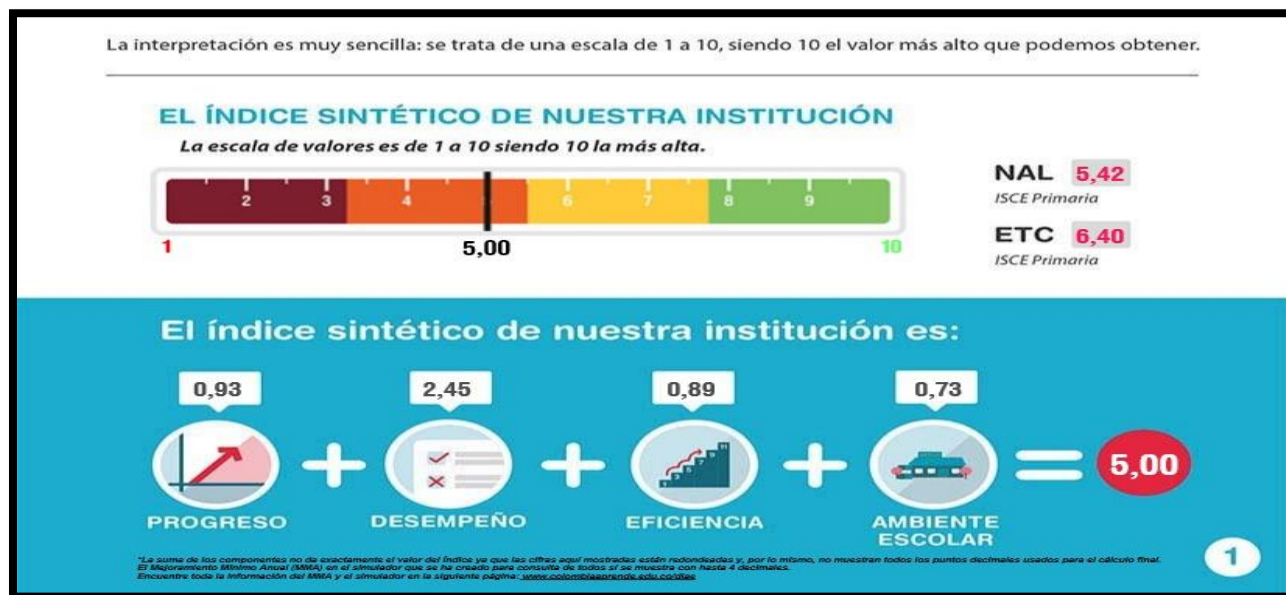 La interpretación es muy sencilla: se trata de una escala de 1 a 10, siendo 10 el valor más alto que podemos obtener.
EL ÍNDICE SINTÉTICO DE NUESTRA INSTITUCIÓN
La escala de valores es de 1 a 10 siendo 10 la más alta.
2 3 4 6 7 8 9
1 5,00 10
NAL 5,42
ISCE Primaria
ETC 6,40
ISCE Primaria
El índice sintético de nuestra institución es:
0,93 2,45 0,89 0,73
5,00
PROGRESO DESEMPEÑO EFICIENCIA AMBIENTE
ESCOLAR
*La suma de los componentes no da exactamente el valor del índice ya que las cifras aquí mostradas están redondeadas y, por lo mismo, no muestran todos los puntos decimales usados para el cálculo final.
El Mejoramiento Mínimo Anual (MMA) en el simulador que se ha creado para consulta de todos sí se muestra con hasta 4 decimales.
Encuentre toda la información del MMA y el simulador en la siguiente página: www.colombiaaprende.edu.co/diae
1